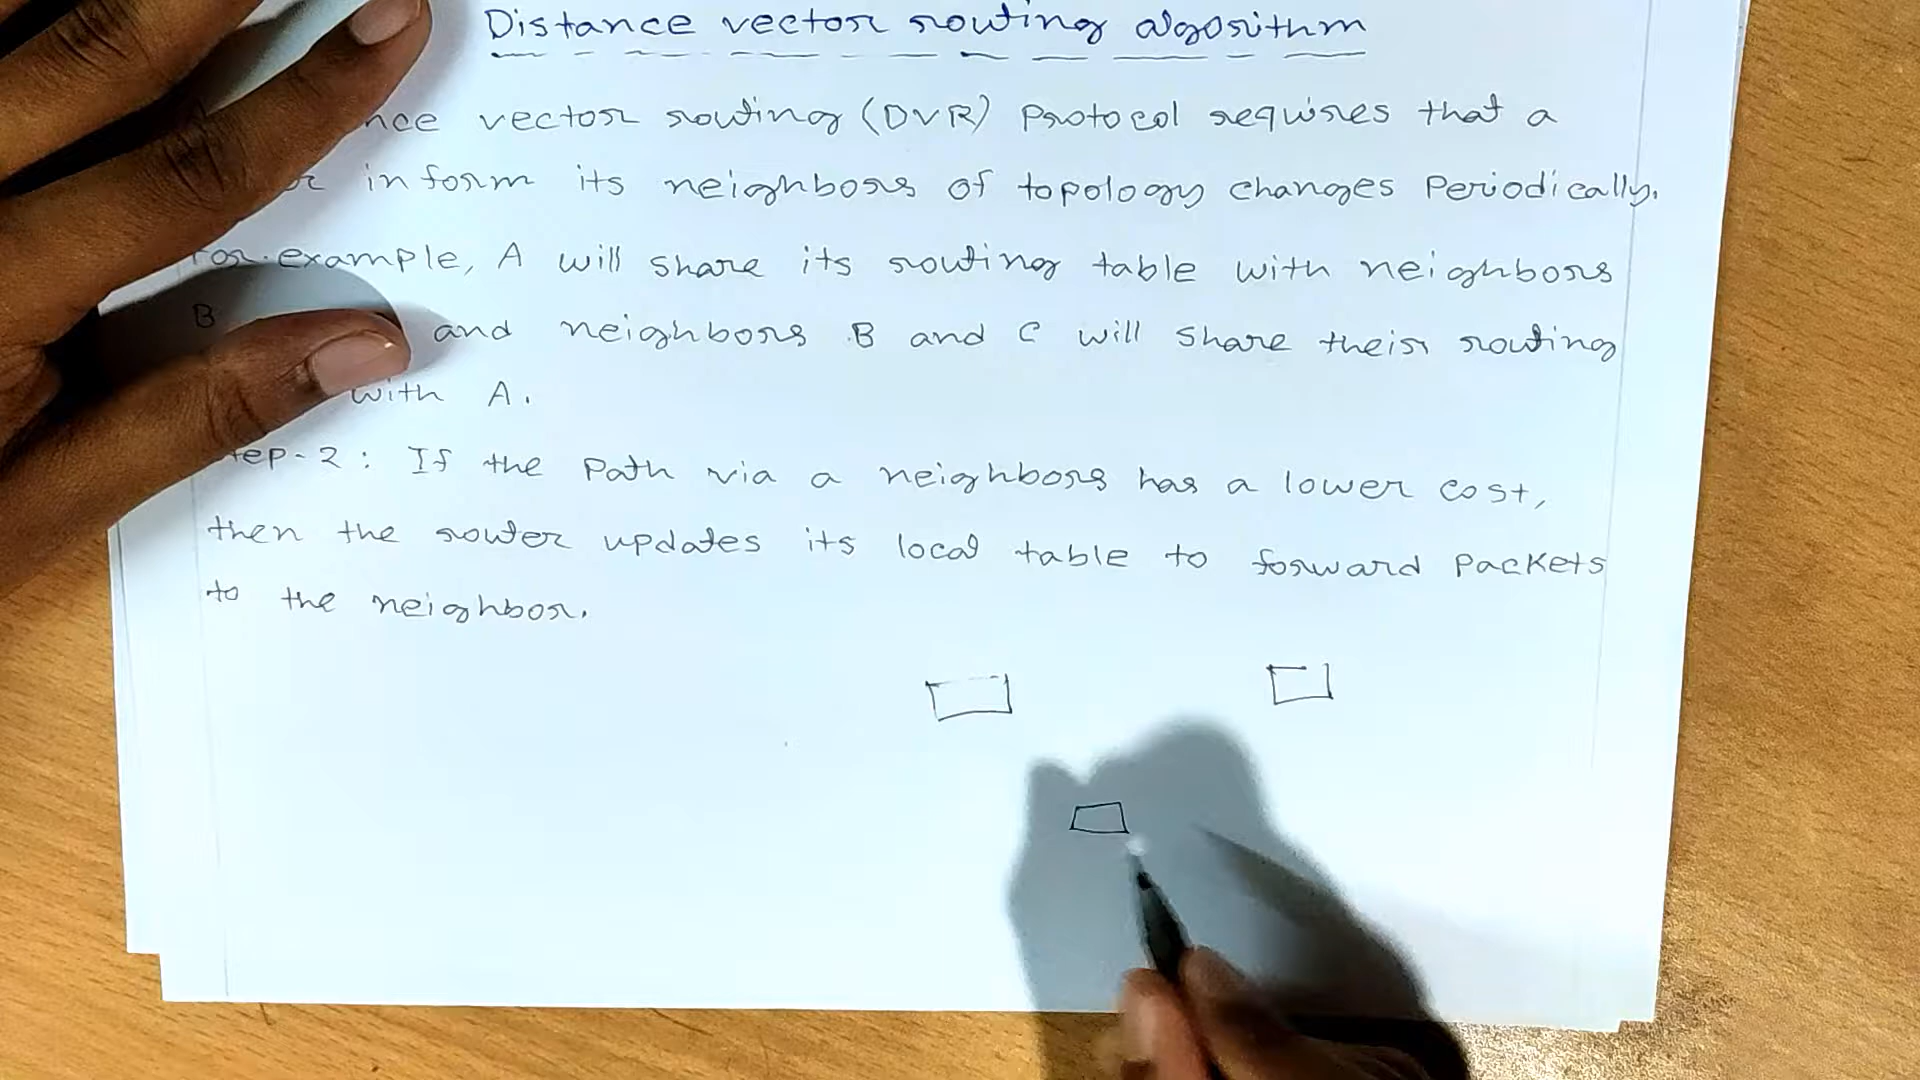 Distance vector routing algorithm
vector routing (DVR) Protocol requires that a
inform its neighbors of topology changes Periodically.
For example, A will share its routing table with neighbors
B and neighbors B and C will share their routing
with A.
Step-2: If the Path via a neighbors has a lower cost,
then the router updates its local table to forward Packets
to the neighbor.